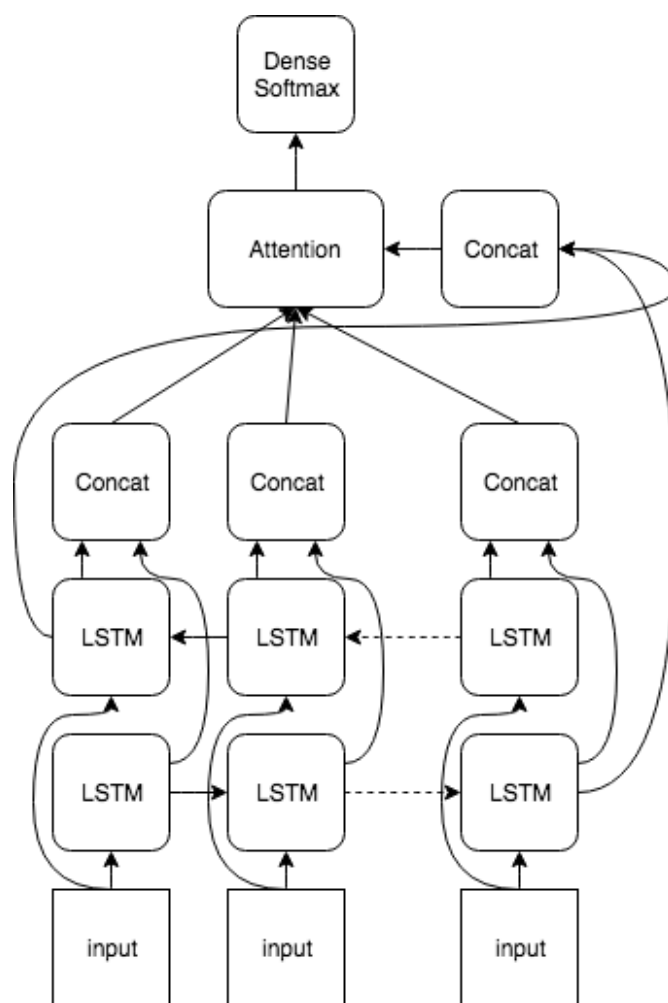 Dense
Softmax
Attention
Concat
Concat
Concat
Concat
LSTM
LSTM
LSTM
LSTM
LSTM
LSTM
input
input
input